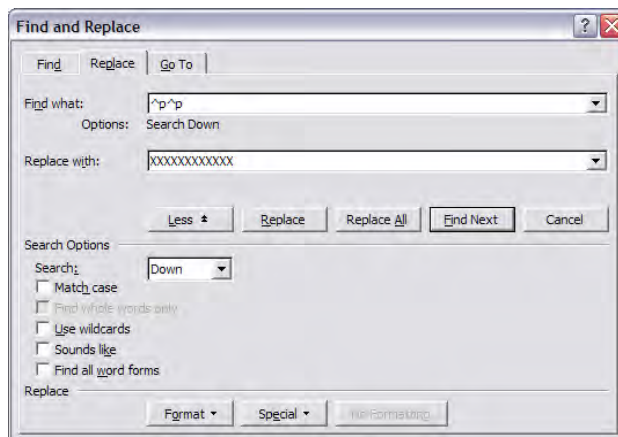 Find and Replace
Find Replace Go To
Find what: ^p^p
Options: Search Down
Replace with: XXXXXXXXXXXX
Less Replace Replace All Find Next Cancel
Search Options
Search: Down
Match case
Find whole words only
Use wildcards
Sounds like
Find all word forms
Replace
Format Special No Formatting